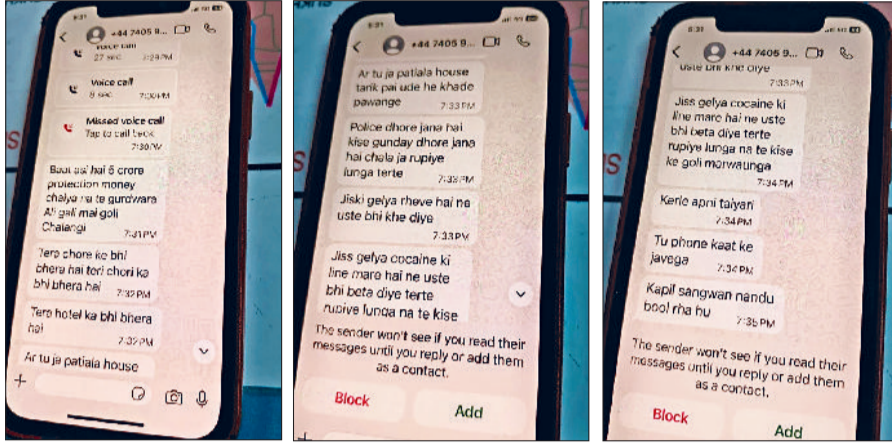 9:31
+44 7405 9...
voice call
27 sec 7:29 PM
Voice call
8 sec 7:30 PM
Missed voice call
Tap to call back
7:30 PM
Baat asi hai 5 crore
protection money
chaiya na te gurdwara
Ali gali mai goli
Chalangi
7:31 PM
Tera chore ka bhi
bhera hai teri chori ka
bhi bhera hai
7:32 PM
Tera hotel ka bhi bhera
hai
7:32 PM
Ar tu ja patiala house
9:31
+44 7405 9...
Ar tu ja patiala house
tarik pai ude he khade
pawange
7:33 PM
Police dhore jana hai
kise gunday dhore jana
hai chala ja rupiye
lunga terte
7:33 PM
Jiski gelya rheve hai ne
uste bhi khe diye
7:33 PM
Jiss gelya cocaine ki
line mare hai ne uste
bhi beta diye terte
rupiye lunga na te kise
The sender won't see if you read their
messages until you reply or add them
as a contact.
Block
Add
9:31
+44 7405 9...
uste bhi khe diye
7:33 PM
Jiss gelya cocaine ki
line mare hai ne uste
bhi beta diye terte
rupiye lunga na te kise
ke goli marwaunga
7:34 PM
Kerle apni taiyari
7:34 PM
Tu phone kaat ke
javega
7:34 PM
Kapil sangwan nandu
bool rha hu
7:35 PM
The sender won't see if you read their
messages until you reply or add them
as a contact.
Block
Add